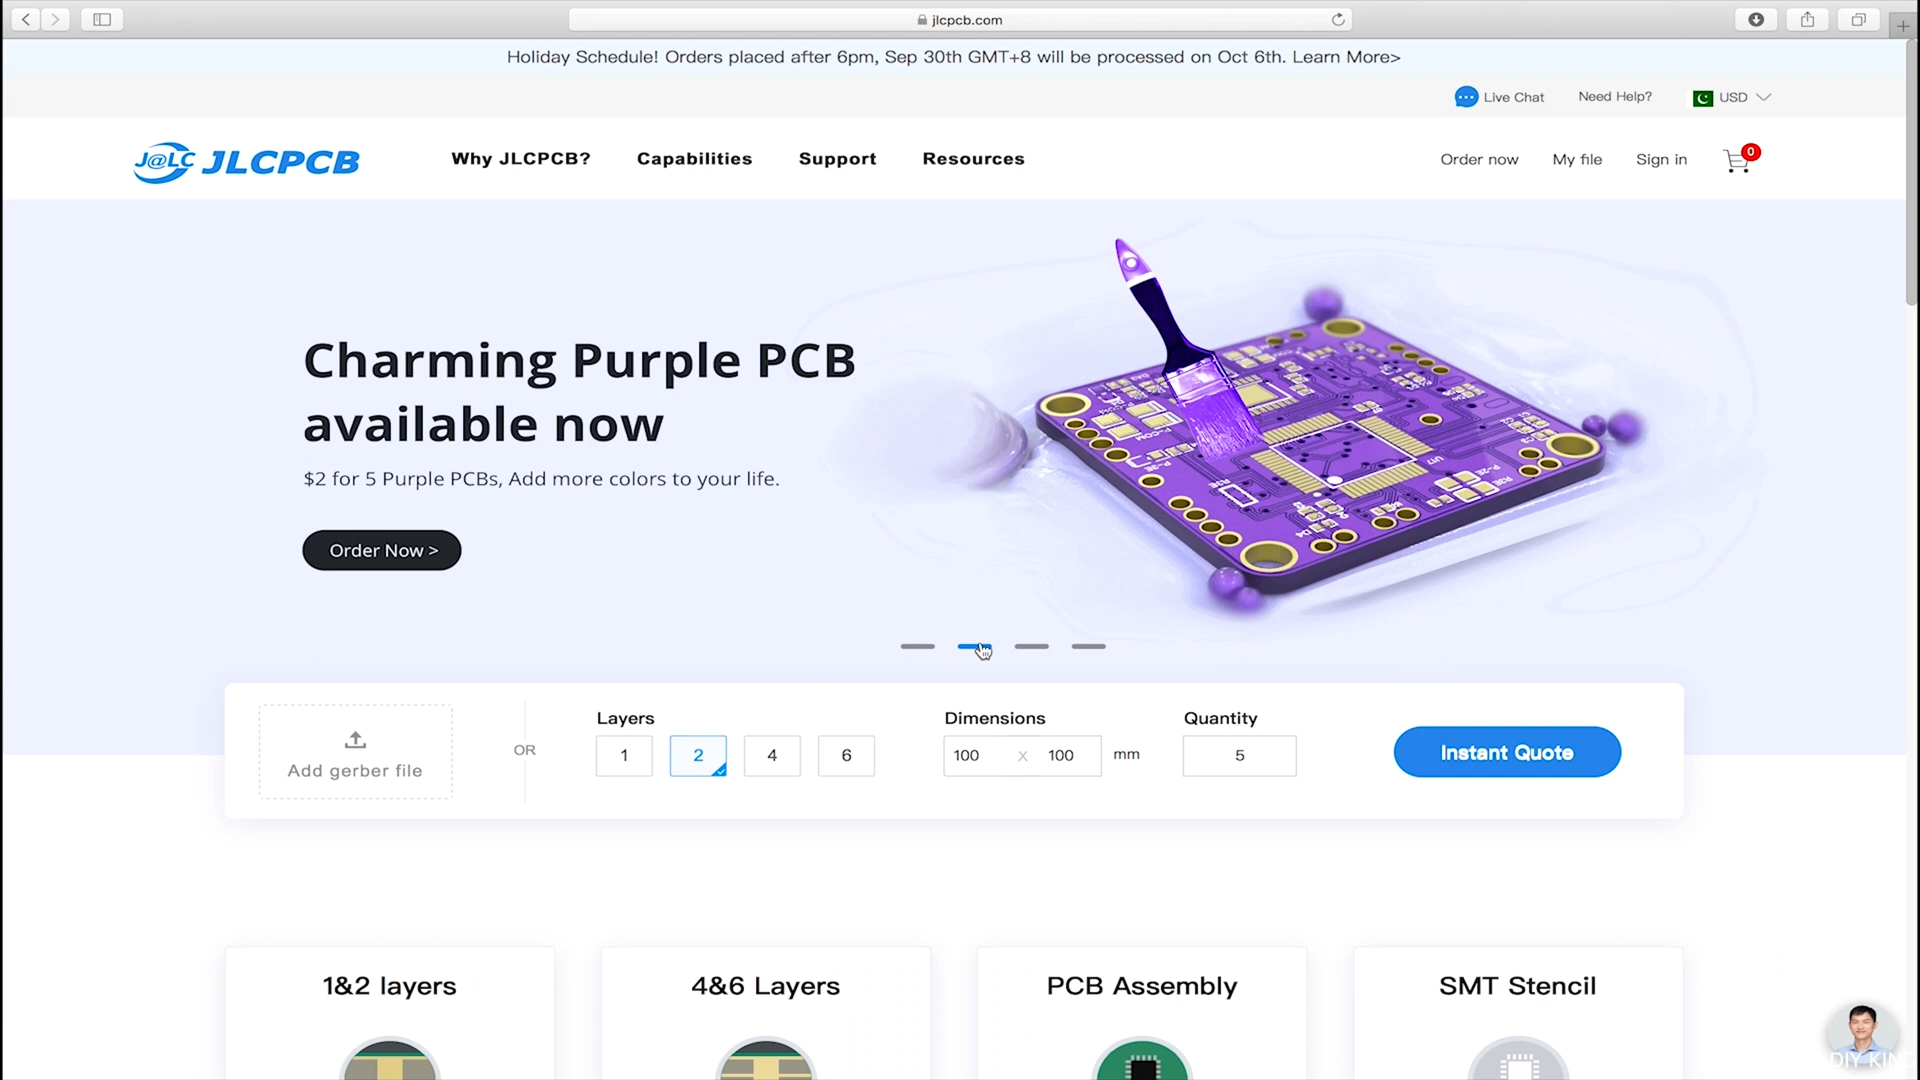 jlcpcb.com
Holiday Schedule! Orders placed after 6pm, Sep 30th GMT+8 will be processed on Oct 6th. Learn More>
Live Chat
Need Help?
USD
J@LC JLCPCB
Why JLCPCB?
Capabilities
Support
Resources
Order now
My file
Sign in
0
Charming Purple PCB
available now
$2 for 5 Purple PCBs, Add more colors to your life.
Order Now >
Add gerber file
OR
Layers
1
2
4
6
Dimensions
100 x 100 mm
Quantity
5
Instant Quote
1&2 layers
4&6 Layers
PCB Assembly
SMT Stencil
DIY KIN